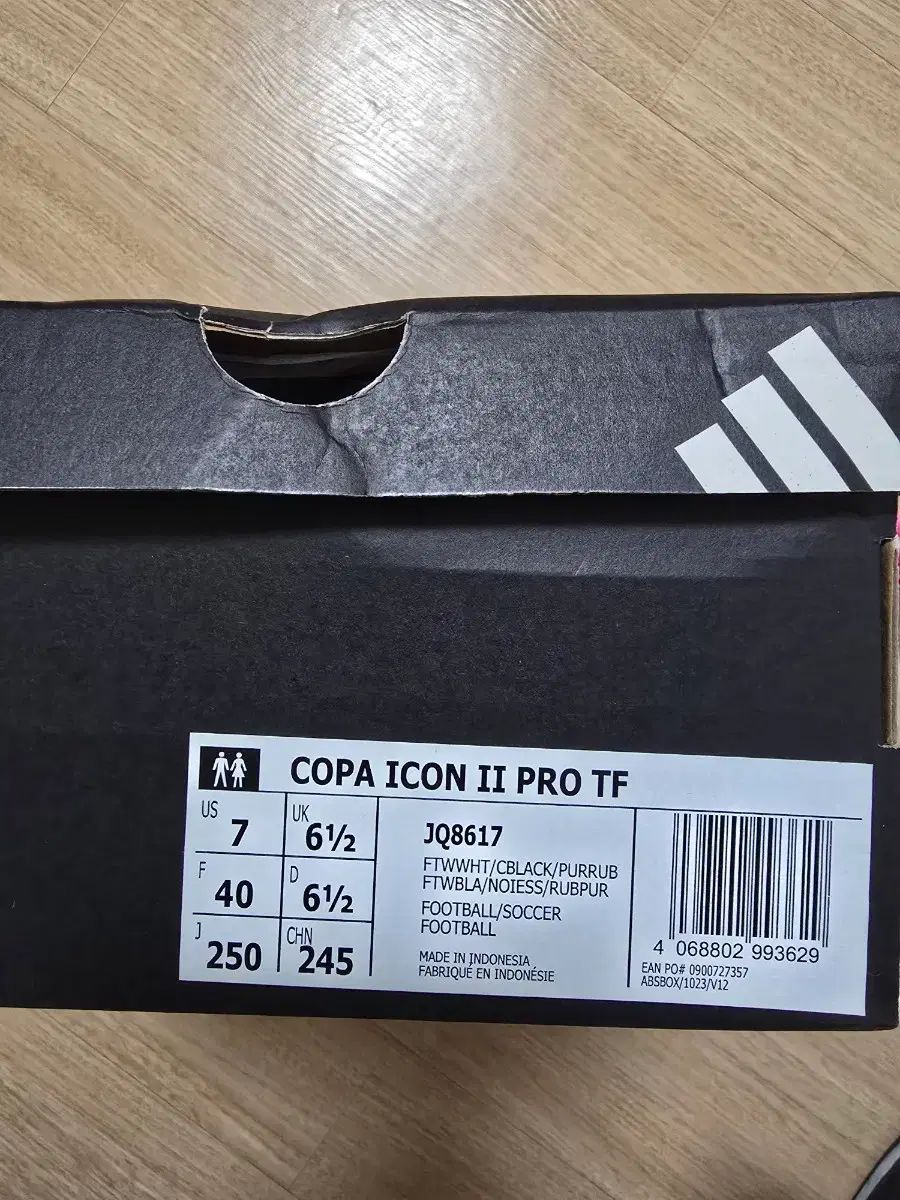 COPA ICON II PRO TF
US 7
UK 6½
F 40
D 6½
J 250
CHN 245
JQ8617
FTWWHT/CBLACK/PURRUB
FTWBLA/NOIESS/RUBPUR
FOOTBALL/SOCCER
FOOTBALL
MADE IN INDONESIA
FABRIQUÉ EN INDONÉSIE
4 068802 993629
EAN PO# 0900727357
ABSBOX/1023/V12